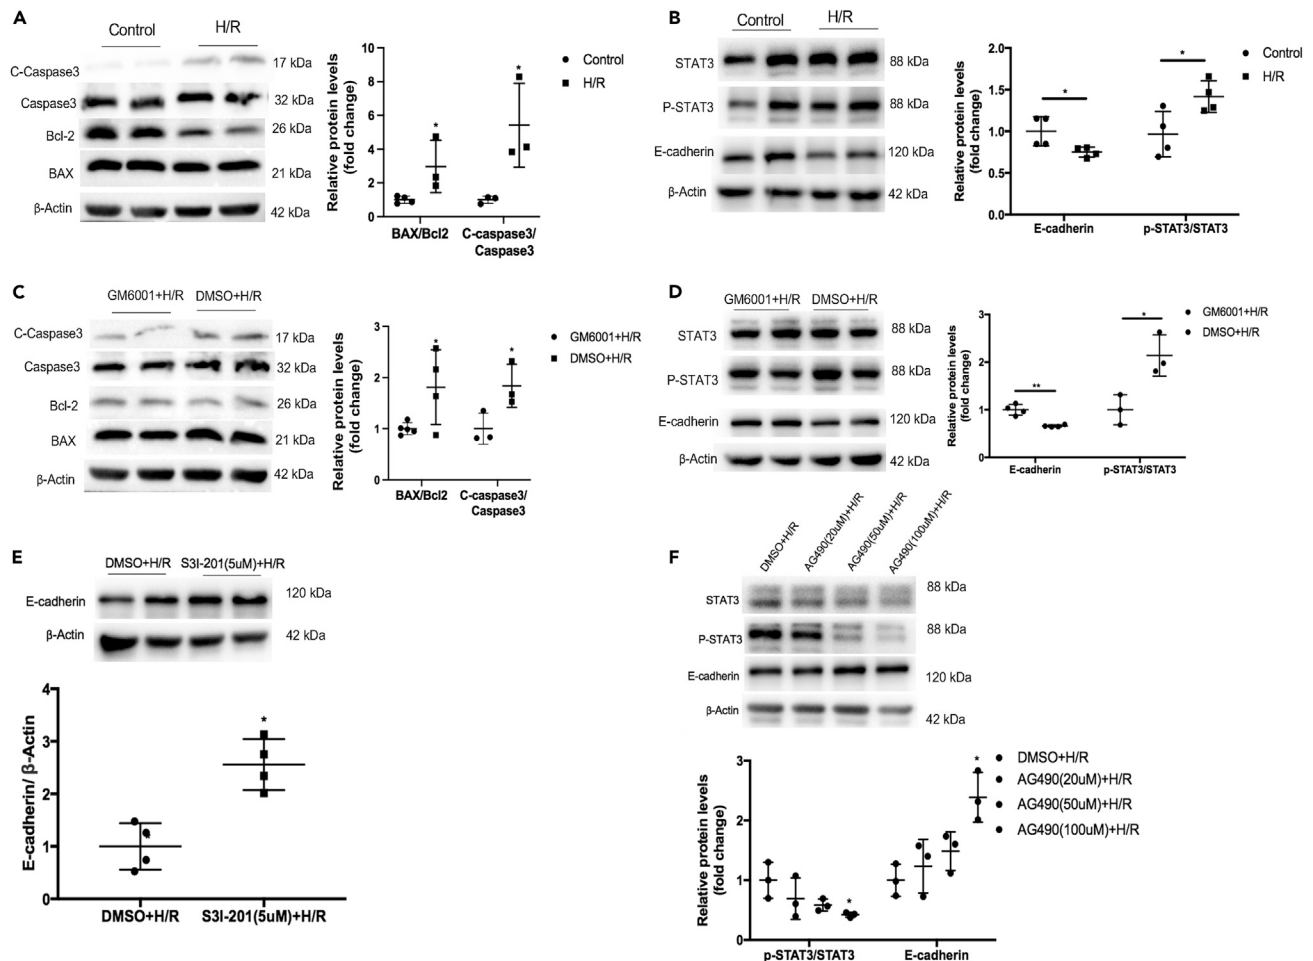 A
Control
H/R
C-Caspase3
17 kDa
Caspase3
32 kDa
Bcl-2
26 kDa
BAX
21 kDa
β-Actin
42 kDa
Relative protein levels
(fold change)
10
8
6
4
2
0
*
*
Control
H/R
BAX/Bcl2
C-caspase3/
Caspase3
B
Control
H/R
STAT3
88 kDa
P-STAT3
88 kDa
E-cadherin
120 kDa
β-Actin
42 kDa
Relative protein levels
(fold change)
2.0
1.5
1.0
0.5
0.0
*
*
Control
H/R
E-cadherin
p-STAT3/STAT3
C
GM6001+H/R
DMSO+H/R
C-Caspase3
17 kDa
Caspase3
32 kDa
Bcl-2
26 kDa
BAX
21 kDa
β-Actin
42 kDa
Relative protein levels
(fold change)
3
2
1
0
*
*
GM6001+H/R
DMSO+H/R
BAX/Bcl2
C-caspase3/
Caspase3
D
GM6001+H/R
DMSO+H/R
STAT3
88 kDa
P-STAT3
88 kDa
E-cadherin
120 kDa
β-Actin
42 kDa
Relative protein levels
(fold change)
3
2
1
0
**
*
GM6001+H/R
DMSO+H/R
E-cadherin
p-STAT3/STAT3
E
DMSO+H/R
S3I-201(5uM)+H/R
E-cadherin
120 kDa
β-Actin
42 kDa
E-cadherin/ β-Actin
4
3
2
1
0
*
*
DMSO+H/R
S3I-201(5uM)+H/R
F
DMSO+H/R
AG490(20uM)+H/R
AG490(50uM)+H/R
AG490(100uM)+H/R
STAT3
88 kDa
P-STAT3
88 kDa
E-cadherin
120 kDa
β-Actin
42 kDa
Relative protein levels
(fold change)
3
2
1
0
*
*
DMSO+H/R
AG490(20uM)+H/R
AG490(50uM)+H/R
AG490(100uM)+H/R
p-STAT3/STAT3
E-cadherin